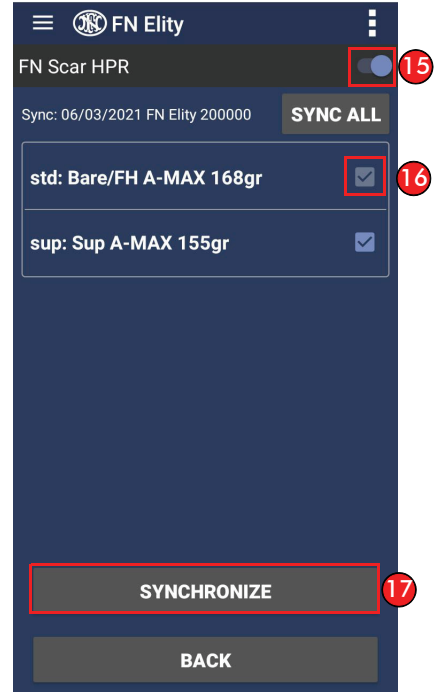 FN Elity
FN Scar HPR
15
Sync: 06/03/2021 FN Elity 200000
SYNC ALL
std: Bare/FH A-MAX 168gr
16
sup: Sup A-MAX 155gr
SYNCHRONIZE
17
BACK